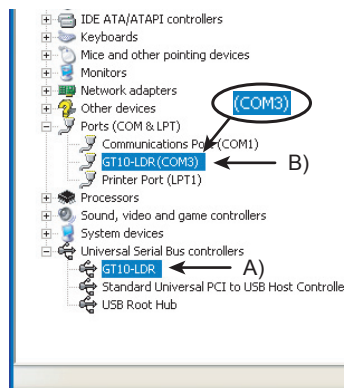 IDE ATA/ATAPI controllers
Keyboards
Mice and other pointing devices
Monitors
Network adapters
Other devices
(COM3)
Ports (COM & LPT)
Communications Port (COM1)
GT10-LDR (COM3)
B)
Printer Port (LPT1)
Processors
Sound, video and game controllers
System devices
Universal Serial Bus controllers
GT10-LDR
A)
Standard Universal PCI to USB Host Controlle
USB Root Hub